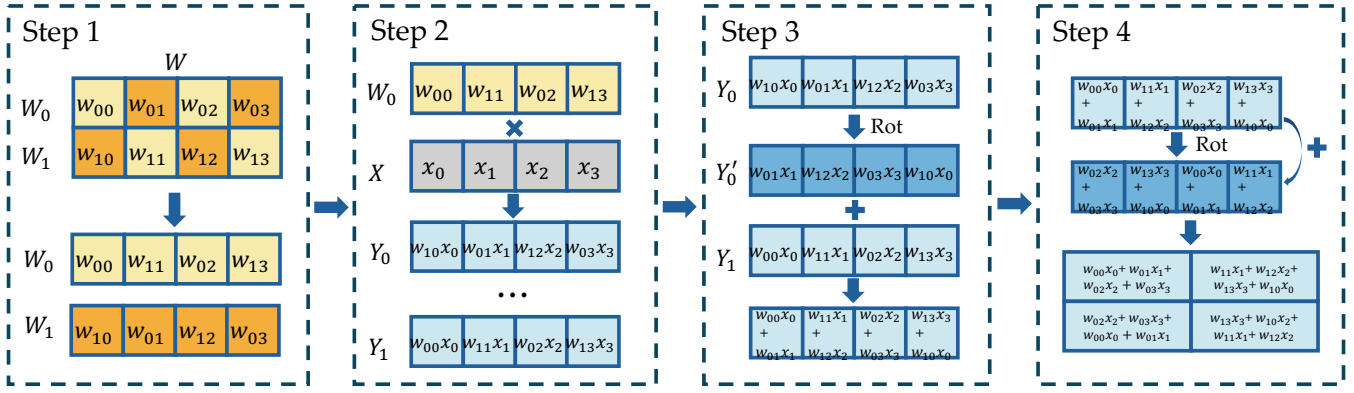 Step 1
W
W₀ w₀₀ w₀₁ w₀₂ w₀₃
W₁ w₁₀ w₁₁ w₁₂ w₁₃
W₀ w₀₀ w₁₁ w₀₂ w₁₃
W₁ w₁₀ w₀₁ w₁₂ w₀₃
Step 2
W₀ w₀₀ w₁₁ w₀₂ w₁₃
×
X x₀ x₁ x₂ x₃
Y₀ w₁₀x₀ w₀₁x₁ w₁₂x₂ w₀₃x₃
...
Y₁ w₀₀x₀ w₁₁x₁ w₀₂x₂ w₁₃x₃
Step 3
Y₀ w₁₀x₀ w₀₁x₁ w₁₂x₂ w₀₃x₃
Rot
Y₀′ w₀₁x₁ w₁₂x₂ w₀₃x₃ w₁₀x₀
+
Y₁ w₀₀x₀ w₁₁x₁ w₀₂x₂ w₁₃x₃
w₀₀x₀ w₁₁x₁ w₀₂x₂ w₁₃x₃
+ + + +
w₀₁x₁ w₁₂x₂ w₀₃x₃ w₁₀x₀
Step 4
w₀₀x₀ w₁₁x₁ w₀₂x₂ w₁₃x₃
+ + + +
w₀₁x₁ w₁₂x₂ w₀₃x₃ w₁₀x₀
Rot +
w₀₂x₂ w₁₃x₃ w₀₀x₀ w₁₁x₁
+ + + +
w₀₃x₃ w₁₀x₀ w₀₁x₁ w₁₂x₂
w₀₀x₀+ w₀₁x₁+ w₁₁x₁+ w₁₂x₂+
w₀₂x₂ + w₀₃x₃ w₁₃x₃+ w₁₀x₀
w₀₂x₂+ w₀₃x₃+ w₁₃x₃+ w₁₀x₂+
w₀₀x₀ + w₀₁x₁ w₁₁x₁+ w₁₂x₂